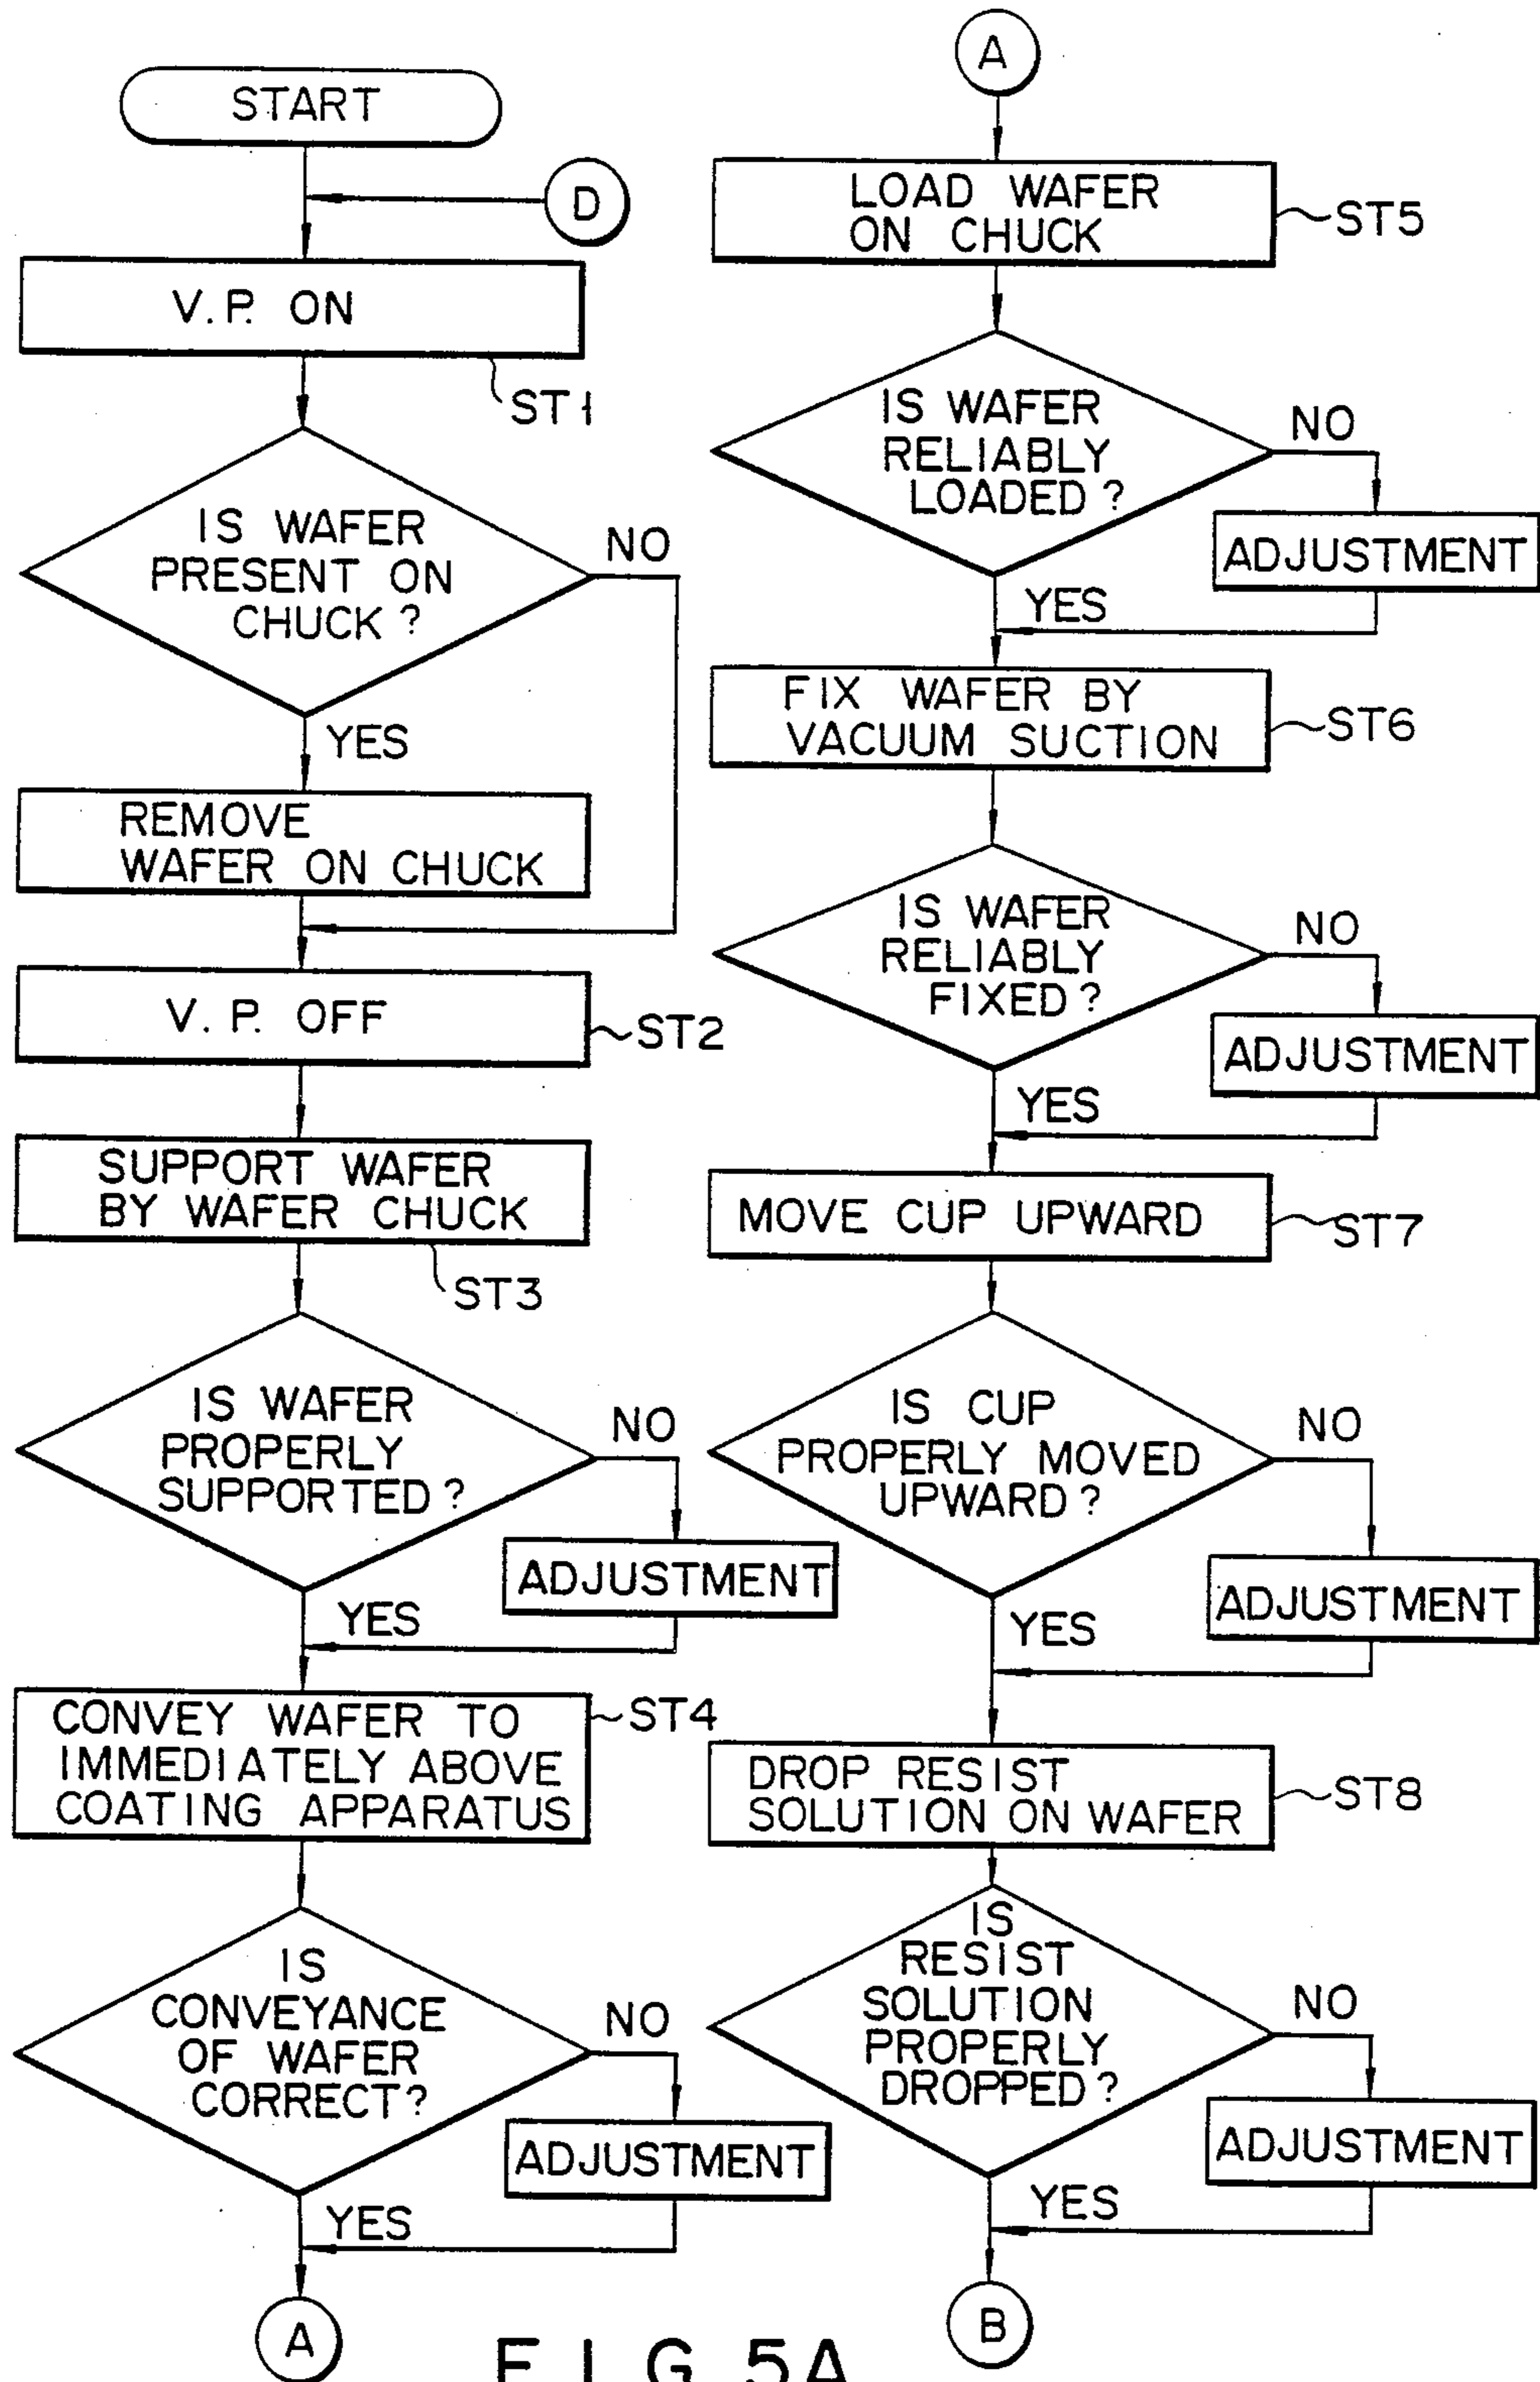 START
D
V.P. ON
ST1
IS WAFER
PRESENT ON
CHUCK?
NO
YES
REMOVE
WAFER ON CHUCK
V.P. OFF
ST2
SUPPORT WAFER
BY WAFER CHUCK
ST3
IS WAFER
PROPERLY
SUPPORTED?
NO
ADJUSTMENT
YES
CONVEY WAFER TO
IMMEDIATELY ABOVE
COATING APPARATUS
ST4
IS
CONVEYANCE
OF WAFER
CORRECT?
NO
ADJUSTMENT
YES
A
A
LOAD WAFER
ON CHUCK
ST5
IS WAFER
RELIABLY
LOADED?
NO
ADJUSTMENT
YES
FIX WAFER BY
VACUUM SUCTION
ST6
IS WAFER
RELIABLY
FIXED?
NO
ADJUSTMENT
YES
MOVE CUP UPWARD
ST7
IS CUP
PROPERLY MOVED
UPWARD?
NO
ADJUSTMENT
YES
DROP RESIST
SOLUTION ON WAFER
ST8
IS
RESIST
SOLUTION
PROPERLY
DROPPED?
NO
ADJUSTMENT
YES
B
FIG. 5A